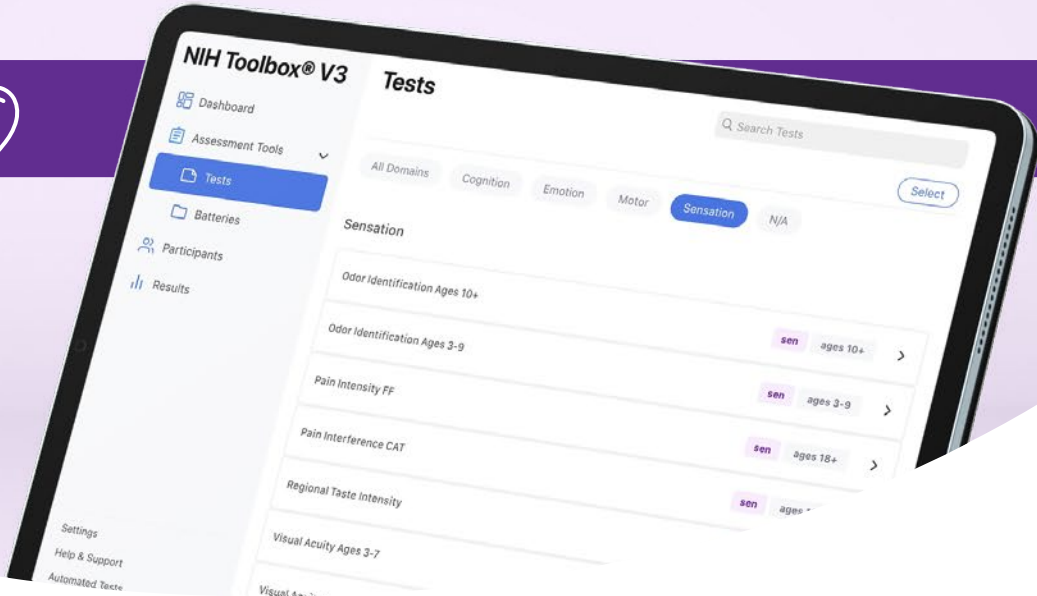 NIH Toolbox® V3
Dashboard
Assessment Tools
Tests
Batteries
Participants
Results
Settings
Help & Support
Automated Tests
Tests
Search Tests
Select
All Domains
Cognition
Emotion
Motor
Sensation
N/A
Sensation
Odor Identification Ages 10+
sen ages 10+
Odor Identification Ages 3-9
sen ages 3-9
Pain Intensity FF
sen ages 18+
Pain Interference CAT
sen ages
Regional Taste Intensity
Visual Acuity Ages 3-7
Visual